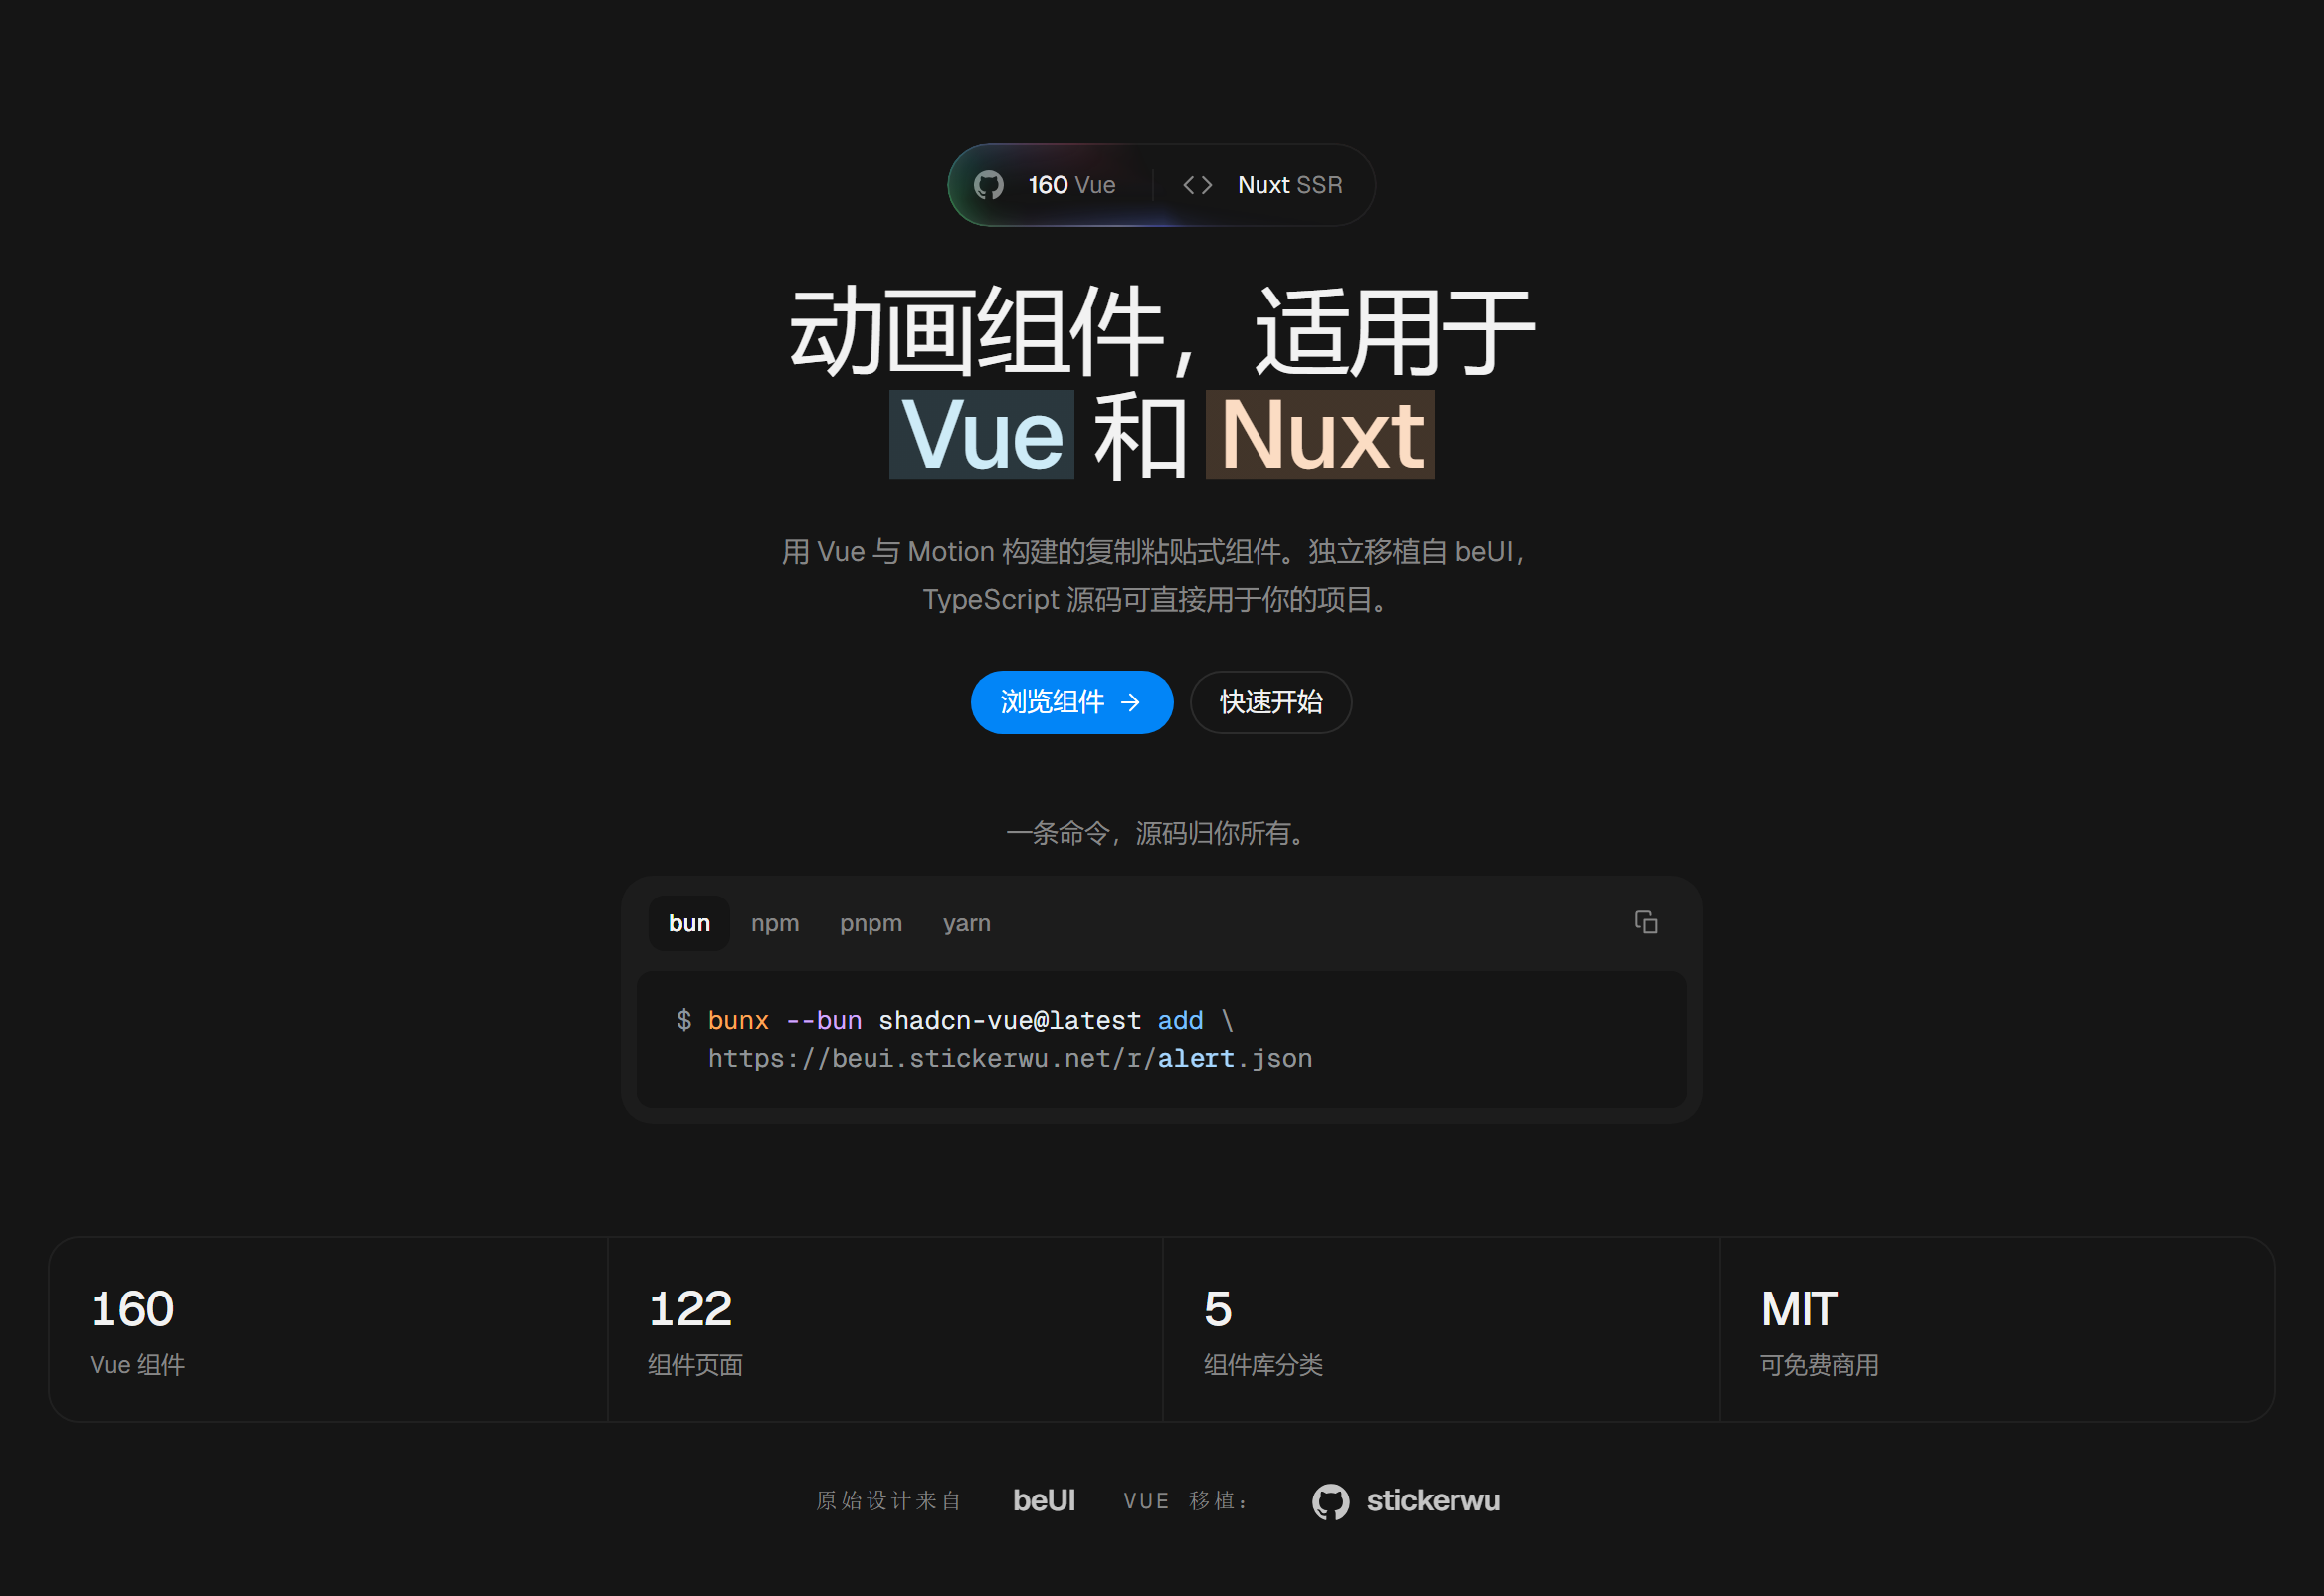 160 Vue
Nuxt SSR
动画组件，适用于
Vue 和 Nuxt
用 Vue 与 Motion 构建的复制粘贴式组件。独立移植自 beUI，
TypeScript 源码可直接用于你的项目。
浏览组件 →
快速开始
一条命令，源码归你所有。
bun npm pnpm yarn
$ bunx --bun shadcn-vue@latest add \
https://beui.stickerwu.net/r/alert.json
160
Vue 组件
122
组件页面
5
组件库分类
MIT
可免费商用
原始设计来自 beUI VUE 移植： stickerwu